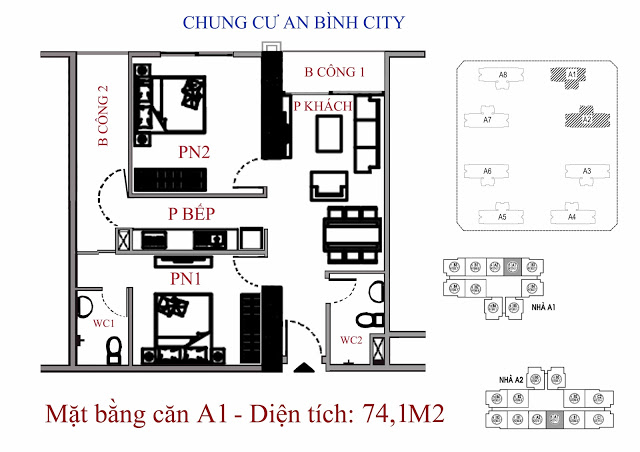 CHUNG CƯ AN BÌNH CITY
B CÔNG 1
P KHÁCH
B CÔNG 2
PN2
P BẾP
PN1
WC1
WC2
A8
A1
A7
A2
A6
A3
A5
A4
NHÀ A1
NHÀ A2
Mặt bằng căn A1 - Diện tích: 74,1M2